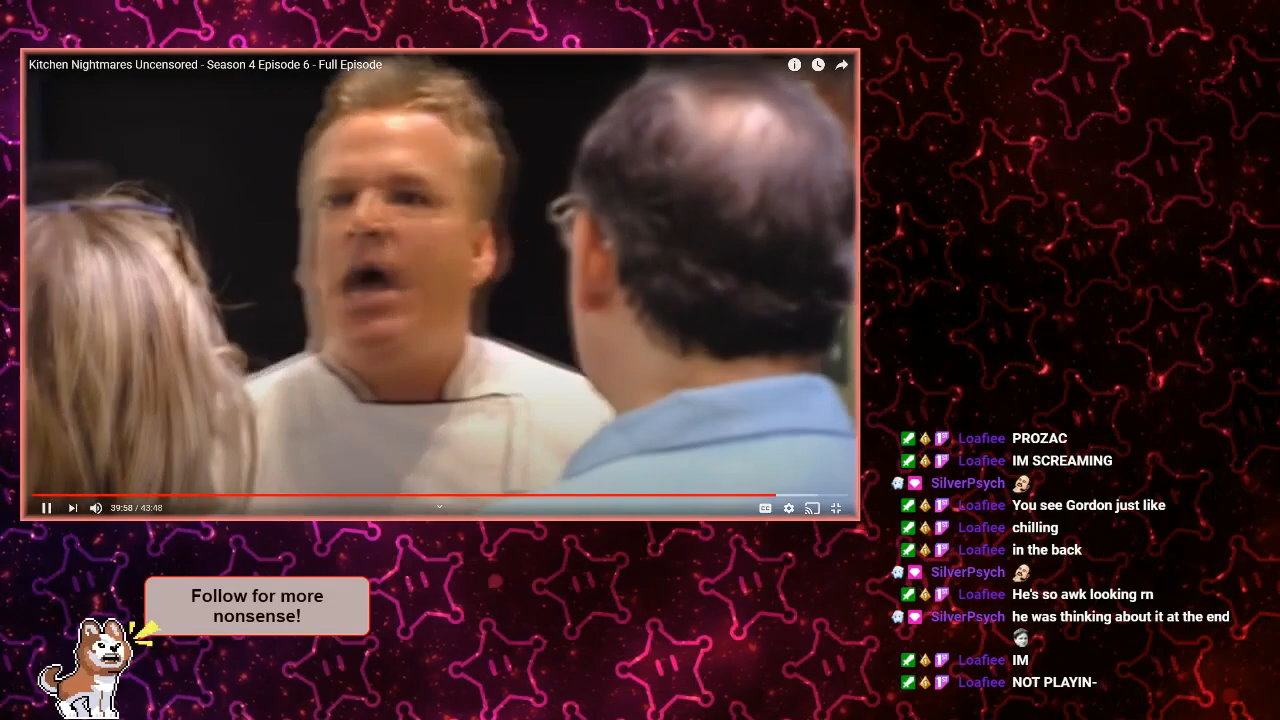 Kitchen Nightmares Uncensored - Season 4 Episode 6 - Full Episode
39:58 / 43:48
CC
Follow for more
nonsense!
Loafiee PROZAC
Loafiee IM SCREAMING
SilverPsych
Loafiee You see Gordon just like
Loafiee chilling
Loafiee in the back
SilverPsych
Loafiee He's so awk looking rn
SilverPsych he was thinking about it at the end
Loafiee IM
Loafiee NOT PLAYIN-